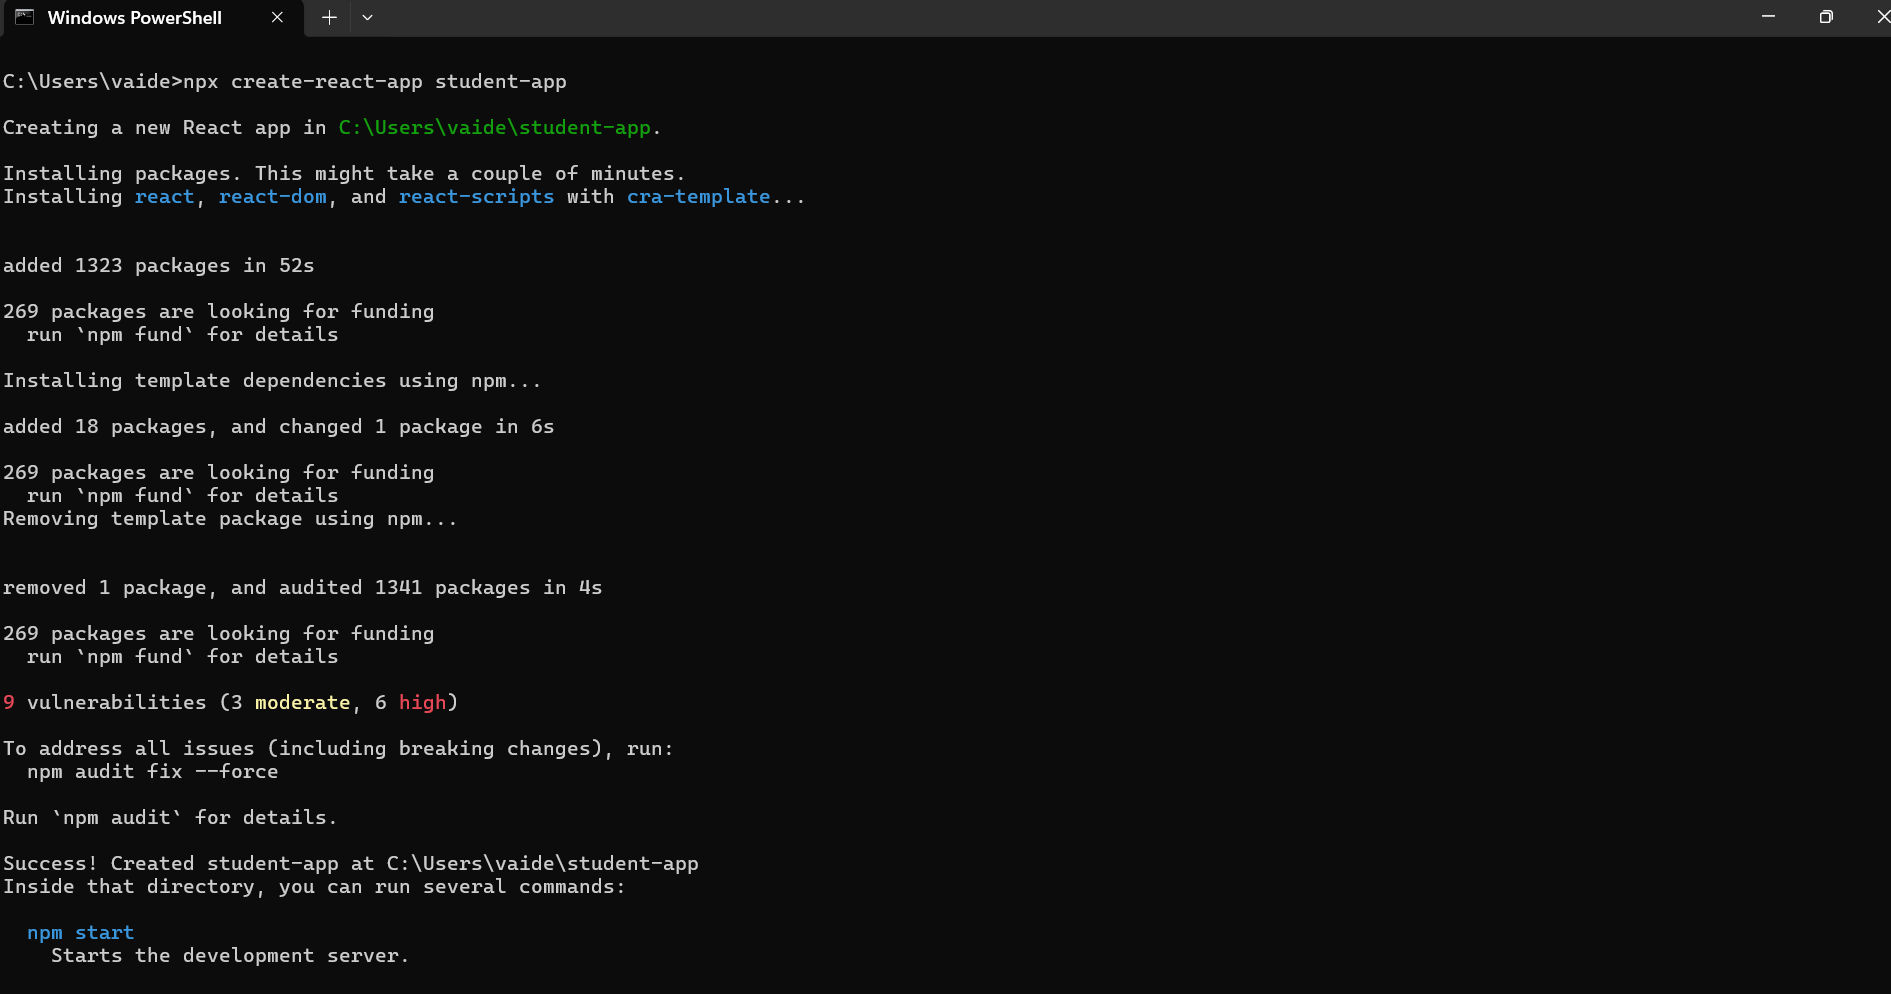 Windows PowerShell
C:\Users\vaide>npx create-react-app student-app
Creating a new React app in C:\Users\vaide\student-app.
Installing packages. This might take a couple of minutes.
Installing react, react-dom, and react-scripts with cra-template...
added 1323 packages in 52s
269 packages are looking for funding
  run `npm fund` for details
Installing template dependencies using npm...
added 18 packages, and changed 1 package in 6s
269 packages are looking for funding
  run `npm fund` for details
Removing template package using npm...
removed 1 package, and audited 1341 packages in 4s
269 packages are looking for funding
  run `npm fund` for details
9 vulnerabilities (3 moderate, 6 high)
To address all issues (including breaking changes), run:
  npm audit fix --force
Run `npm audit` for details.
Success! Created student-app at C:\Users\vaide\student-app
Inside that directory, you can run several commands:
  npm start
    Starts the development server.